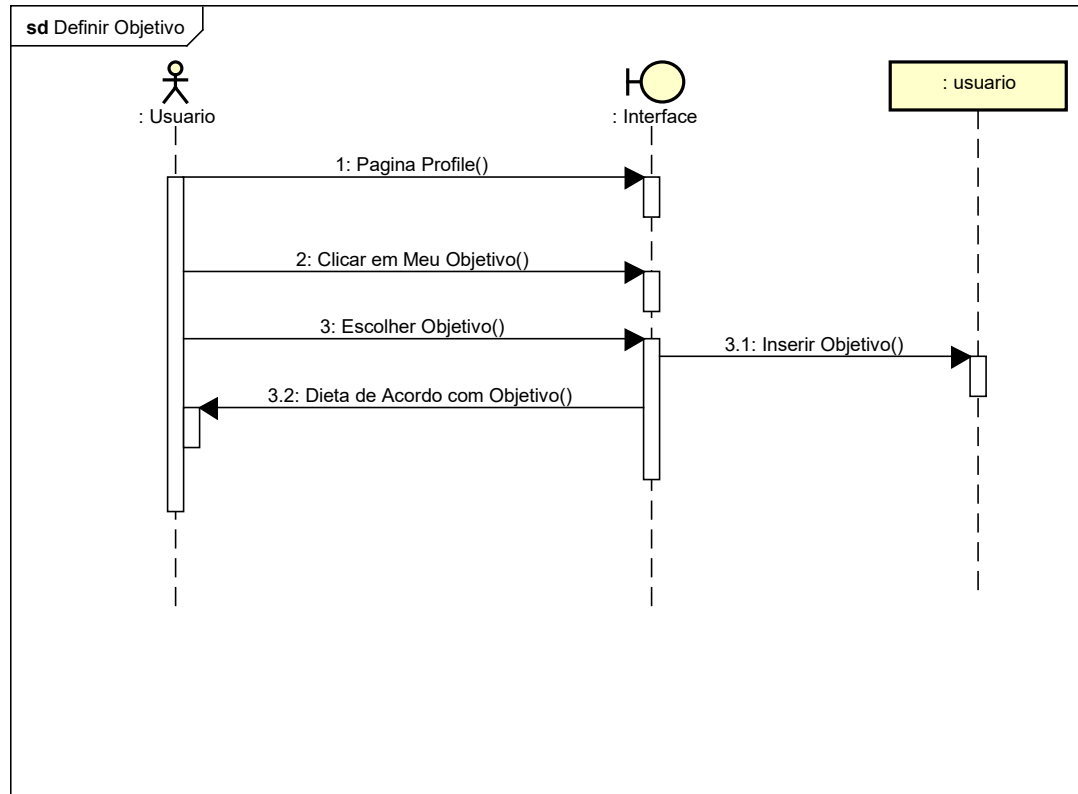 sd Definir Objetivo
: Usuario
: Interface
: usuario
1: Pagina Profile()
2: Clicar em Meu Objetivo()
3: Escolher Objetivo()
3.1: Inserir Objetivo()
3.2: Dieta de Acordo com Objetivo()